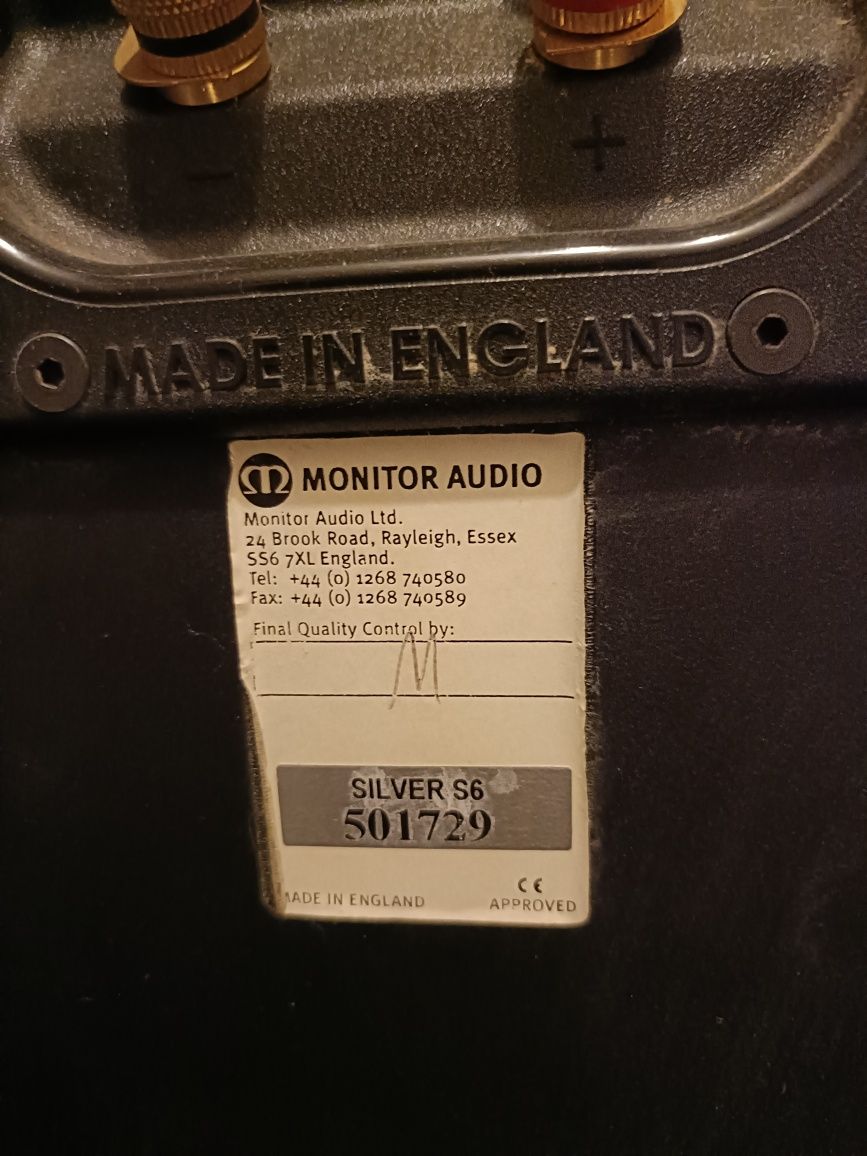 - +
MADE IN ENGLAND
MONITOR AUDIO
Monitor Audio Ltd.
24 Brook Road, Rayleigh, Essex
SS6 7XL England.
Tel: +44 (0) 1268 740580
Fax: +44 (0) 1268 740589
Final Quality Control by:
M
SILVER S6
501729
MADE IN ENGLAND
CE
APPROVED